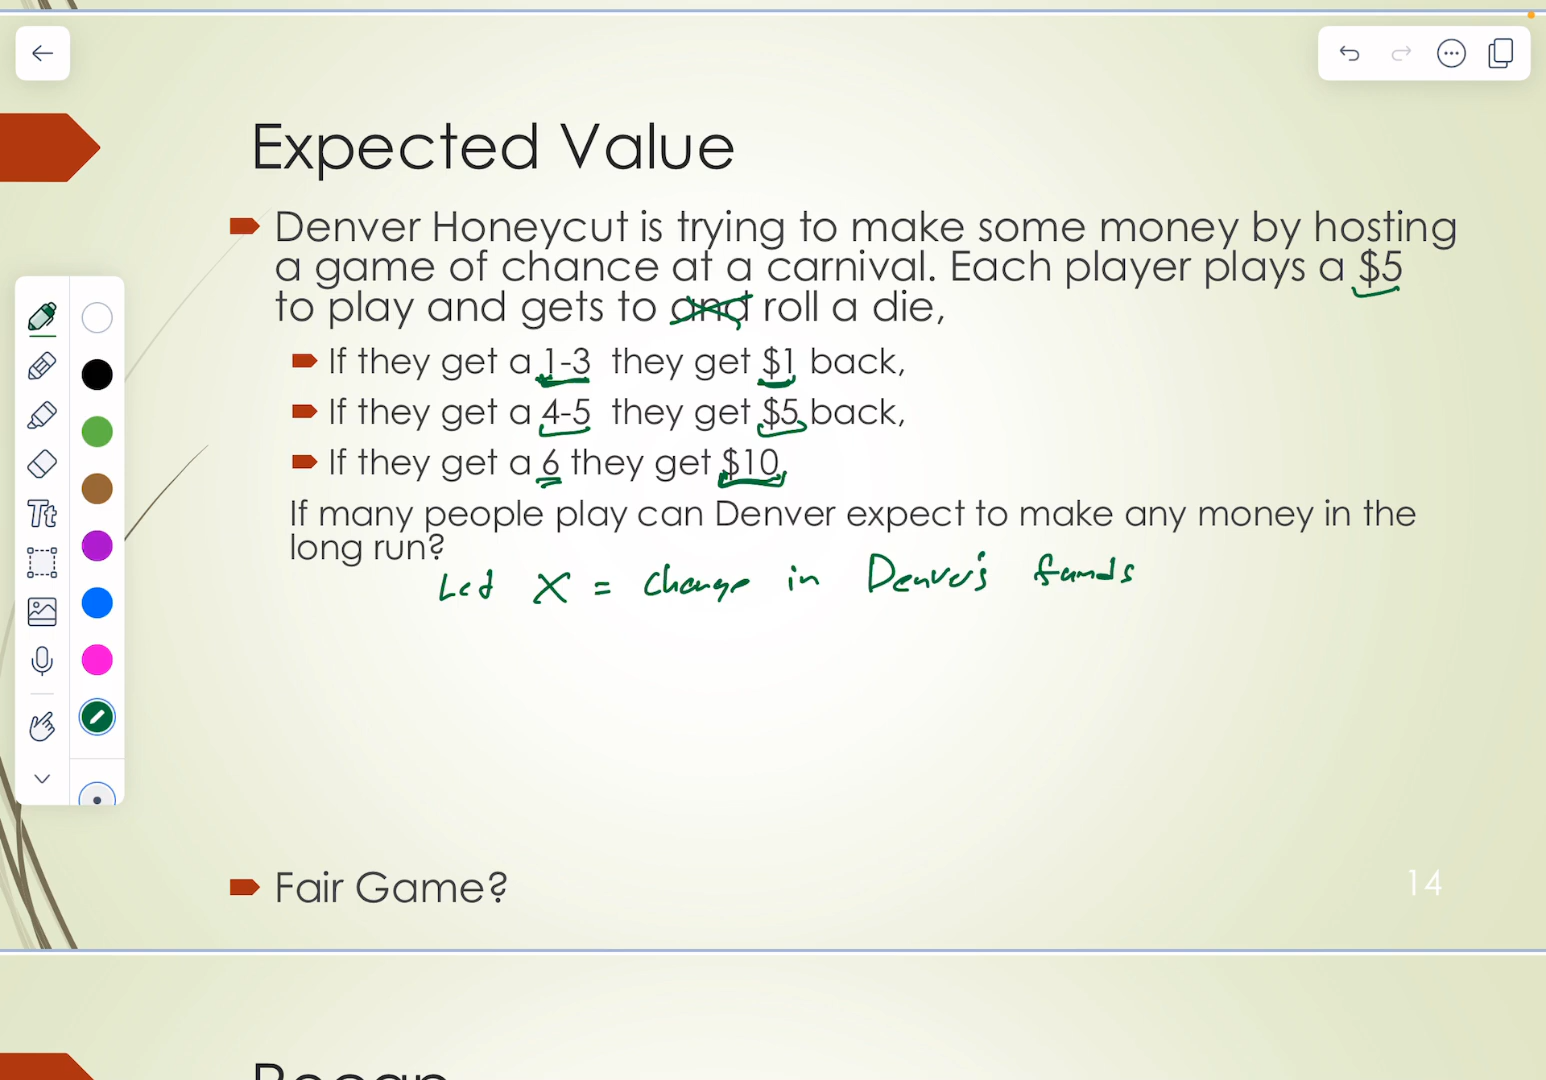 Expected Value
Denver Honeycut is trying to make some money by hosting
a game of chance at a carnival. Each player plays a $5
to play and gets to and roll a die,
If they get a 1-3 they get $1 back,
If they get a 4-5 they get $5 back,
If they get a 6 they get $10
If many people play can Denver expect to make any money in the
long run?
Let X = change in Denver's funds
Tt
Fair Game?
14
Recap